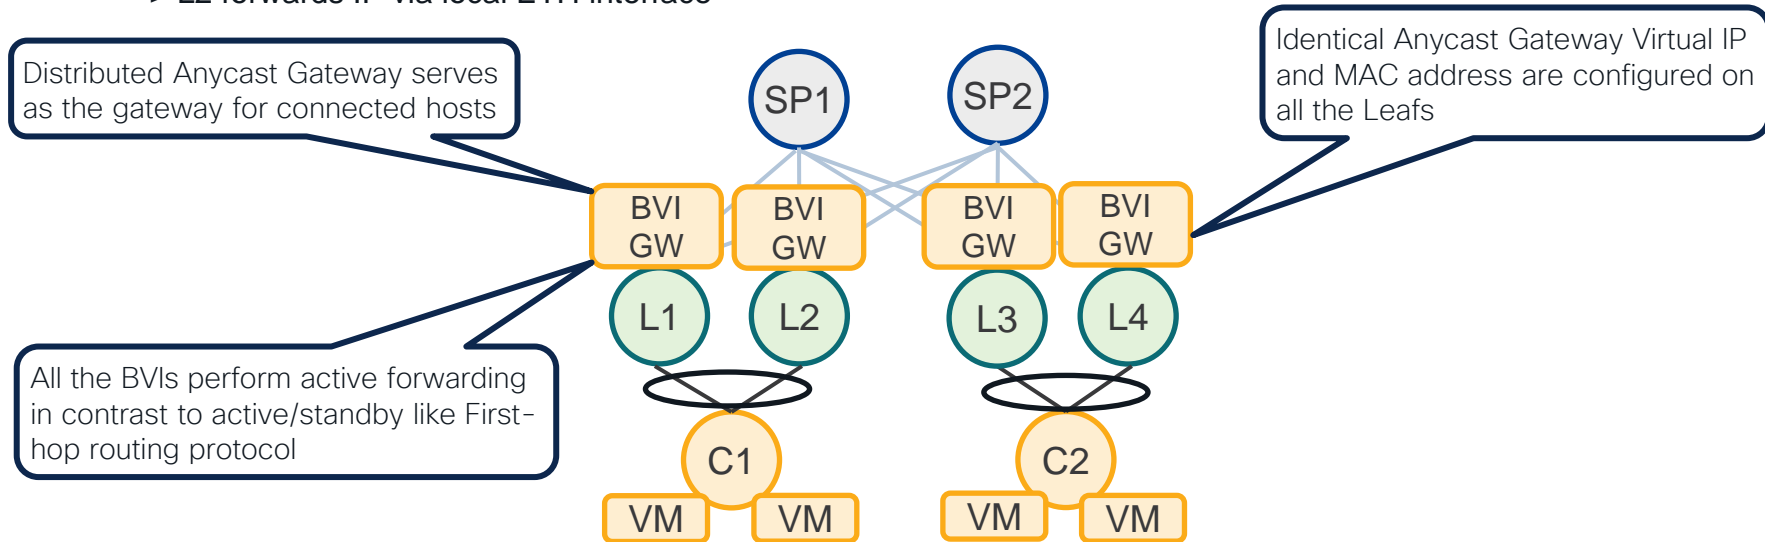 Distributed Anycast Gateway serves
as the gateway for connected hosts
Identical Anycast Gateway Virtual IP
and MAC address are configured on
all the Leafs
SP1
SP2
BVI
GW
BVI
GW
BVI
GW
BVI
GW
L1
L2
L3
L4
All the BVIs perform active forwarding
in contrast to active/standby like First-
hop routing protocol
C1
C2
VM
VM
VM
VM